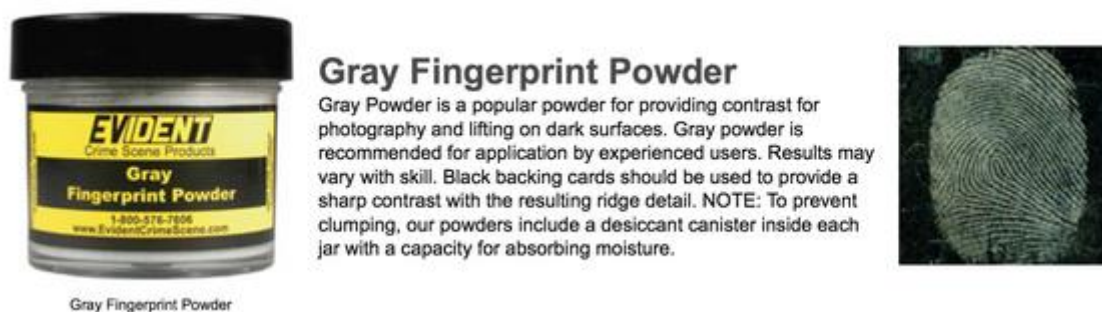 EVIDENT
Crime Scene Products
Gray
Fingerprint Powder
1-800-576-7606
www.EvidentCrimeScene.com
Gray Fingerprint Powder
Gray Fingerprint Powder
Gray Powder is a popular powder for providing contrast for
photography and lifting on dark surfaces. Gray powder is
recommended for application by experienced users. Results may
vary with skill. Black backing cards should be used to provide a
sharp contrast with the resulting ridge detail. NOTE: To prevent
clumping, our powders include a desiccant canister inside each
jar with a capacity for absorbing moisture.